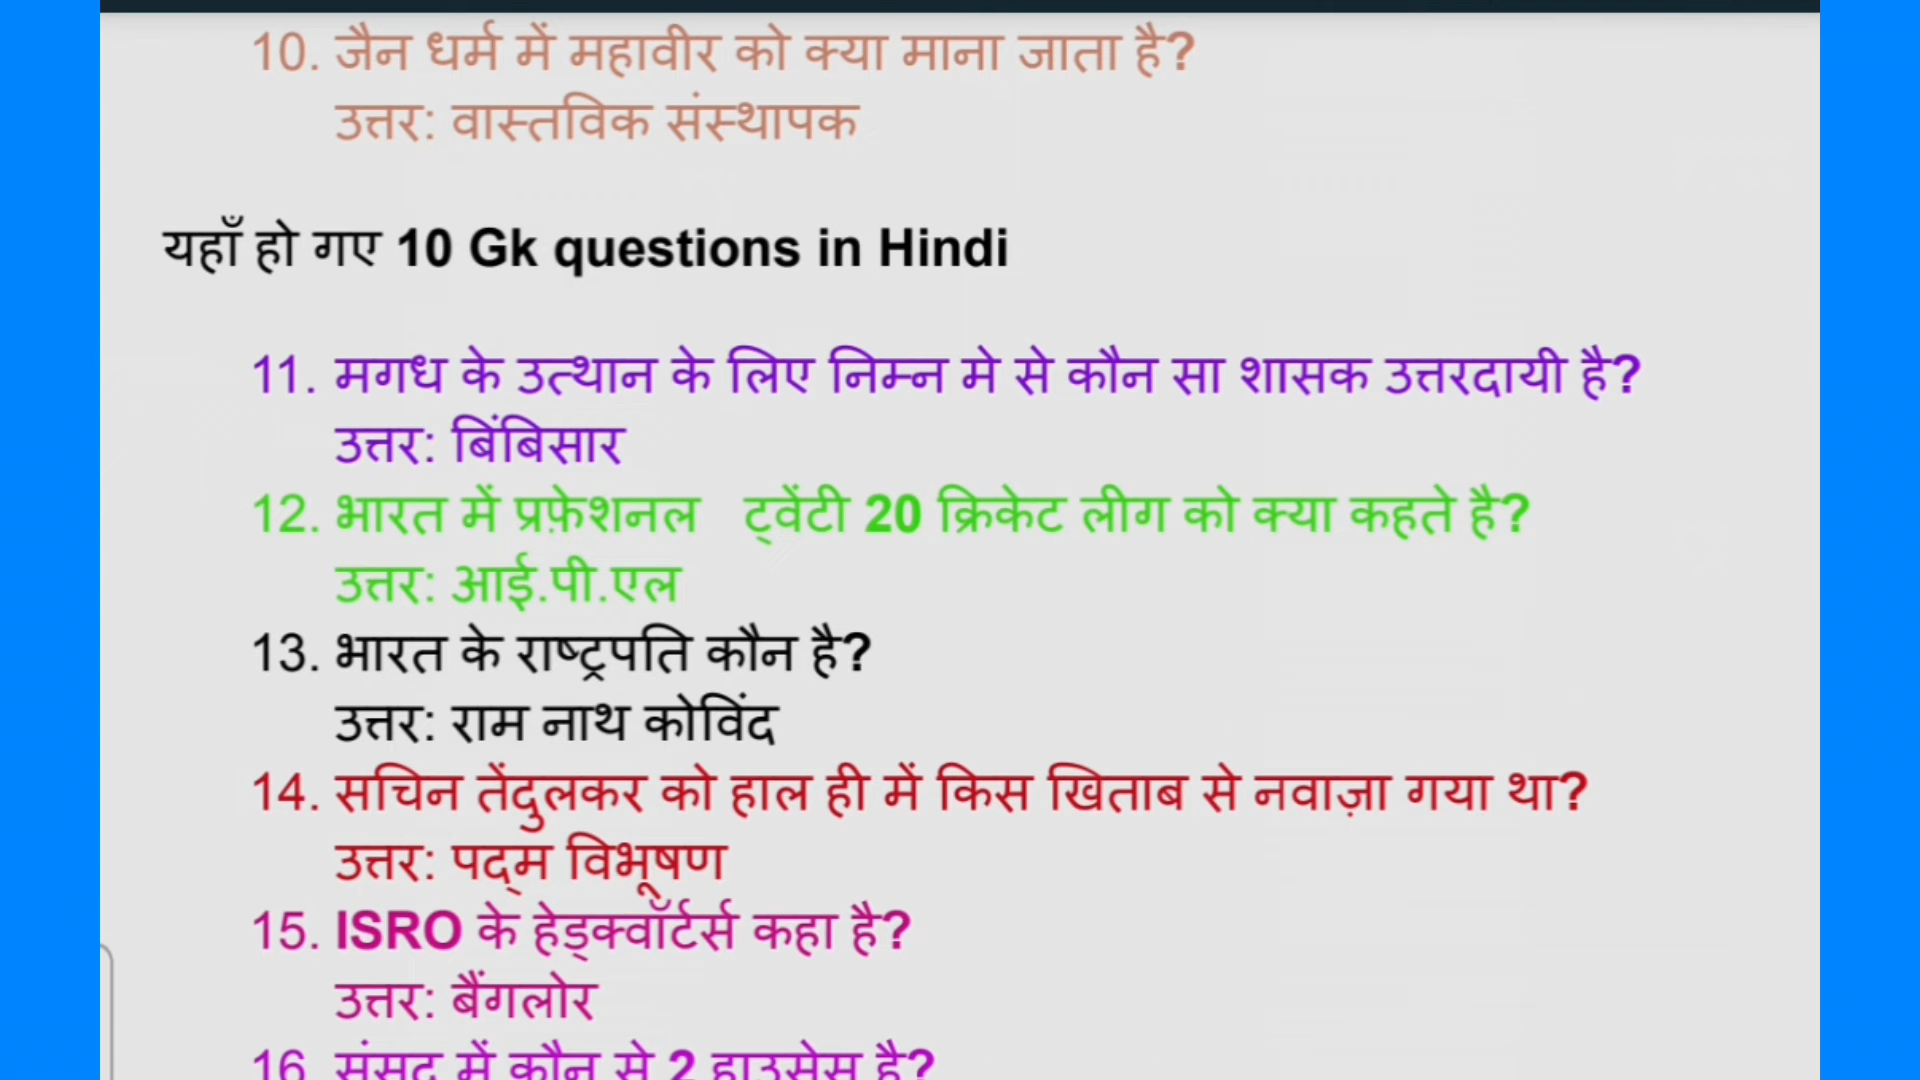 10. जैन धर्म में महावीर को क्या माना जाता है?
उत्तर: वास्तविक संस्थापक
यहाँ हो गए 10 Gk questions in Hindi
11. मगध के उत्थान के लिए निम्न मे से कौन सा शासक उत्तरदायी है?
उत्तर: बिंबिसार
12. भारत में प्रफ़ेशनल ट्वेंटी 20 क्रिकेट लीग को क्या कहते है?
उत्तर: आई.पी.एल
13. भारत के राष्ट्रपति कौन है?
उत्तर: राम नाथ कोविंद
14. सचिन तेंदुलकर को हाल ही में किस खिताब से नवाज़ा गया था?
उत्तर: पद्म विभूषण
15. ISRO के हेड्क्वॉर्टर्स कहा है?
उत्तर: बैंगलोर
16. संसद में कौन से 2 हाउसेस है?